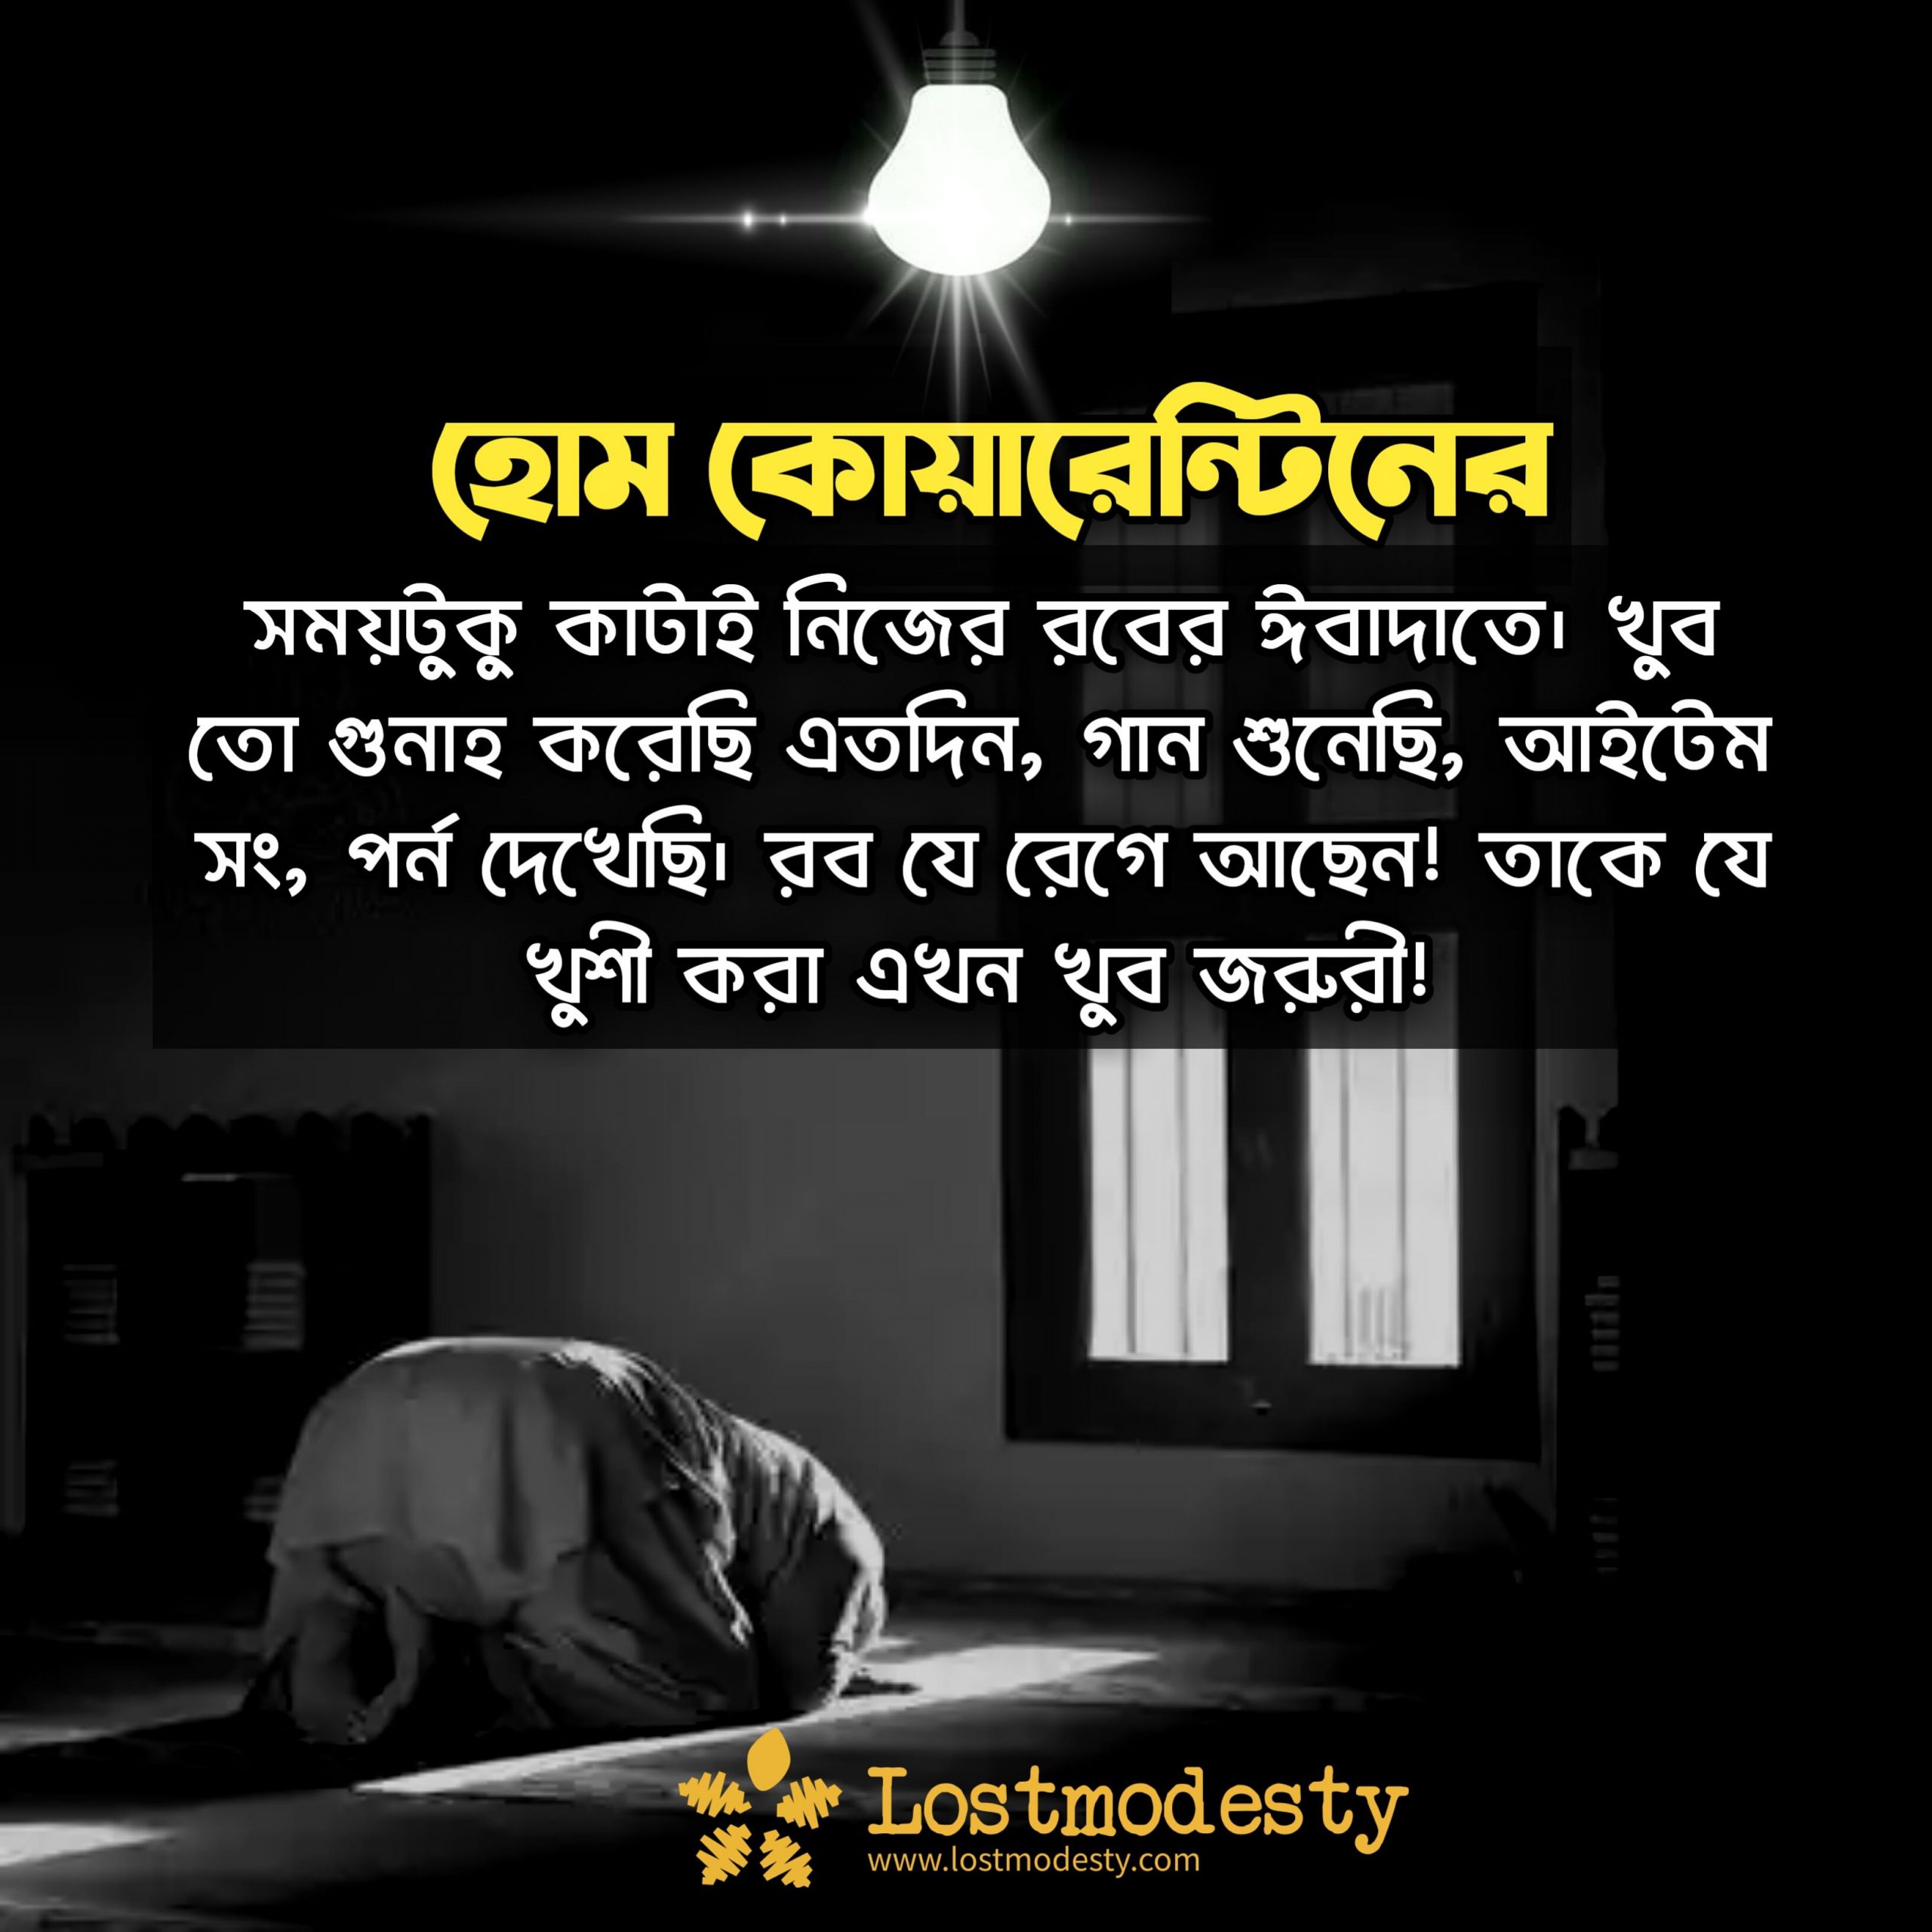 হোম কোয়ারেন্টিনের
সময়টুকু কাটাই নিজের রবের ঈবাদাতে। খুব
তো গুনাহ করেছি এতদিন, গান শুনেছি, আইটেম
সং, পর্ন দেখেছি। রব যে রেগে আছেন! তাকে যে
খুশী করা এখন খুব জরুরী!
Lostmodesty
www.lostmodesty.com